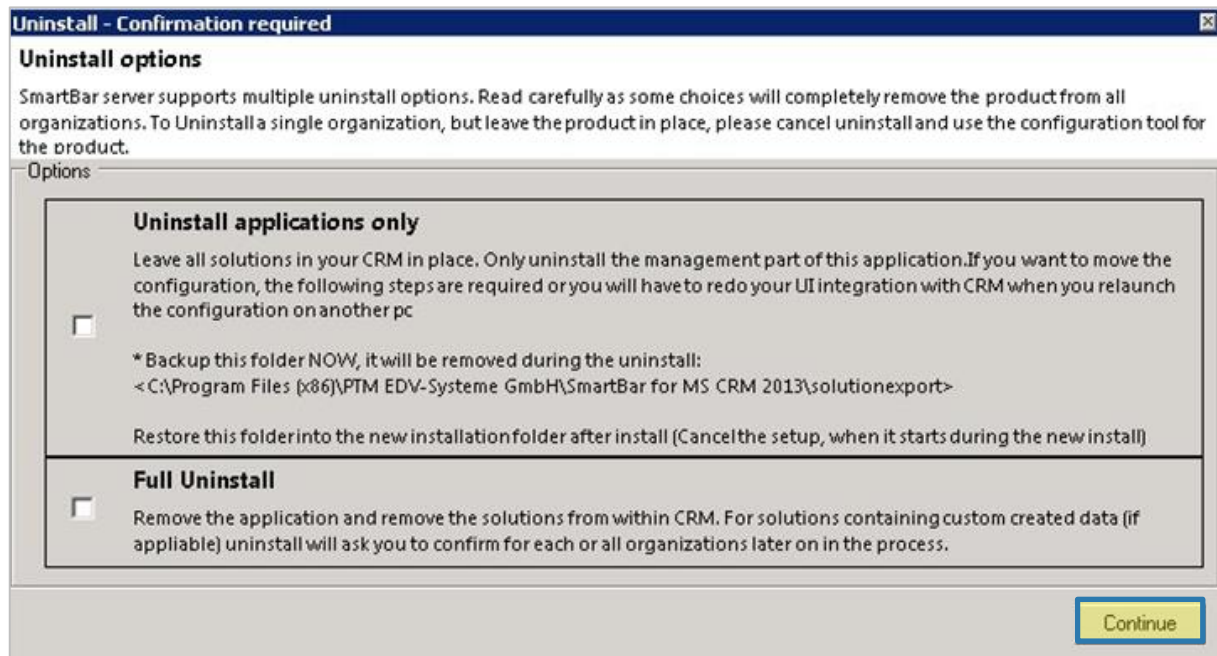 Uninstall - Confirmation required
Uninstall options
SmartBar server supports multiple uninstall options. Read carefully as some choices will completely remove the product from all
organizations. To Uninstall a single organization, but leave the product in place, please cancel uninstall and use the configuration tool for
the product.
Options
Uninstall applications only
Leave all solutions in your CRM in place. Only uninstall the management part of this application.If you want to move the
configuration, the following steps are required or you will have to redo your UI integration with CRM when you relaunch
the configuration on another pc
* Backup this folder NOW, it will be removed during the uninstall:
<C:\Program Files (x86)\PTM EDV-Systeme GmbH\SmartBar for MS CRM 2013\solutionexport>
Restore this folder into the new installation folder after install (Cancel the setup, when it starts during the new install)
Full Uninstall
Remove the application and remove the solutions from within CRM. For solutions containing custom created data (if
appliable) uninstall will ask you to confirm for each or all organizations later on in the process.
Continue